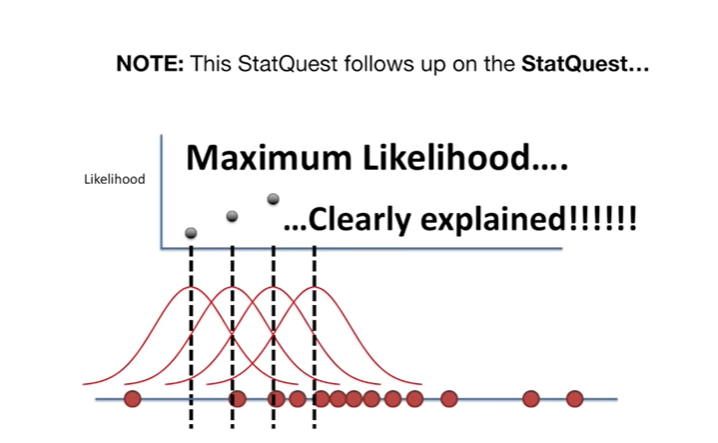 NOTE: This StatQuest follows up on the StatQuest...
Maximum Likelihood....
Likelihood
...Clearly explained!!!!!!